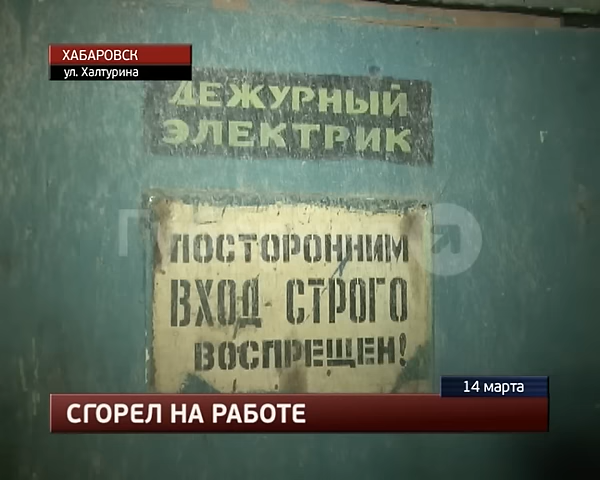 ХАБАРОВСК
ул. Халтурина
ДЕЖУРНЫЙ
ЭЛЕКТРИК
ПОСТОРОННИМ
ВХОД СТРОГО
ВОСПРЕЩЕН!
14 марта
СГОРЕЛ НА РАБОТЕ